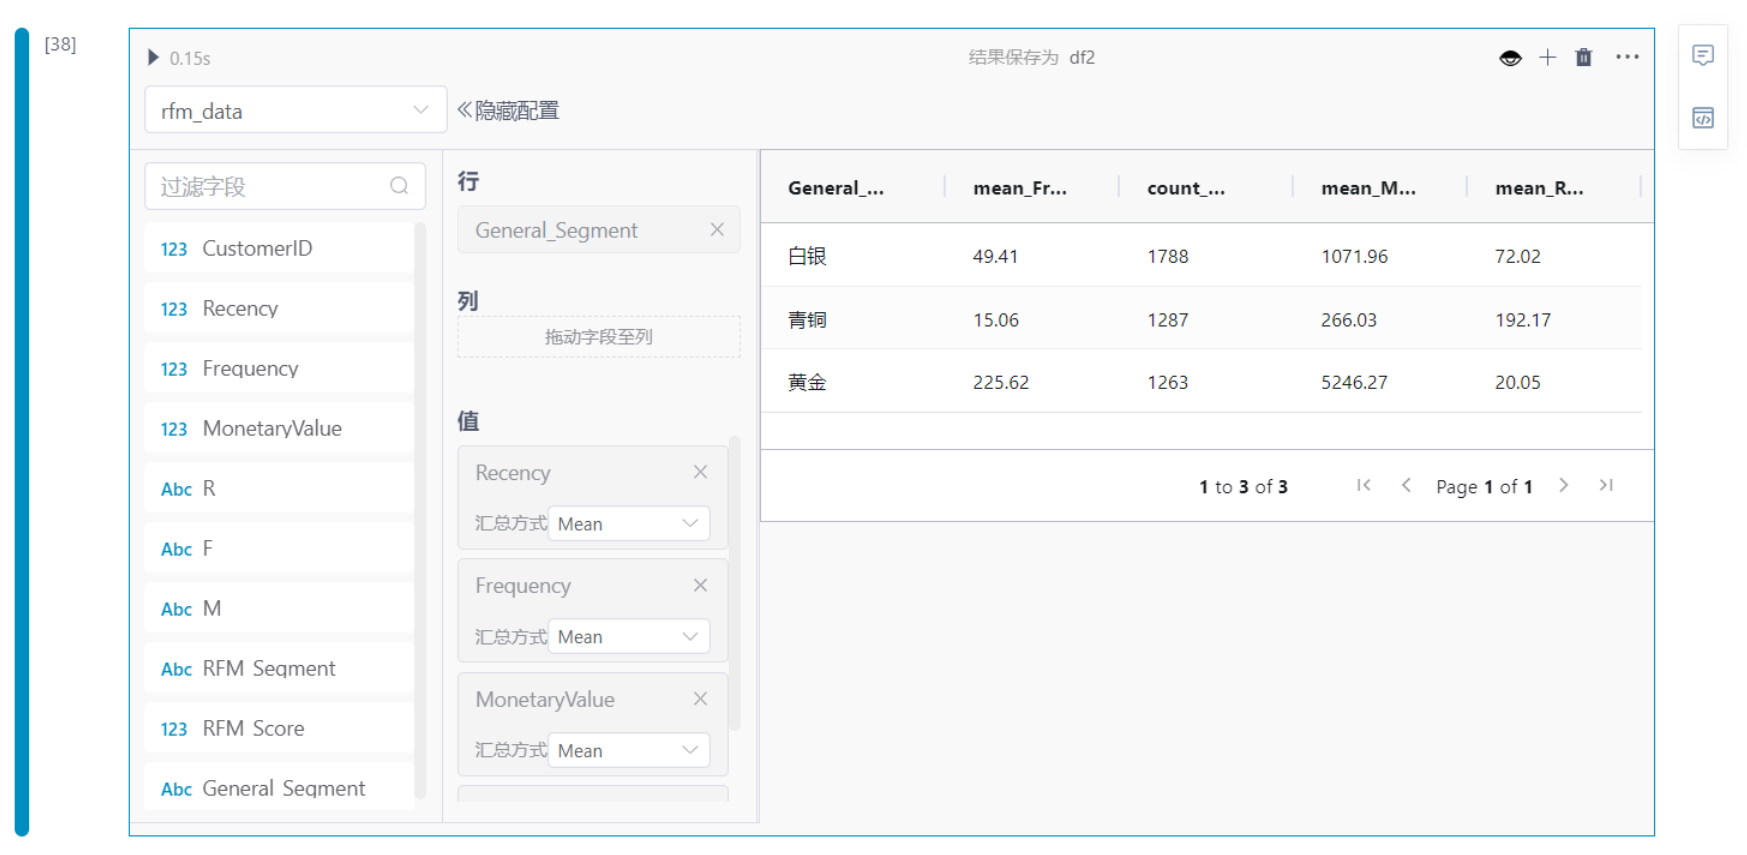 [38]
0.15s
结果保存为 df2
rfm_data
《隐藏配置
过滤字段
123 CustomerID
123 Recency
123 Frequency
123 MonetaryValue
Abc R
Abc F
Abc M
Abc RFM Segment
123 RFM Score
Abc General Segment
行
General_Segment
列
拖动字段至列
值
Recency
汇总方式 Mean
Frequency
汇总方式 Mean
MonetaryValue
汇总方式 Mean
General_... mean_Fr... count_... mean_M... mean_R...
白银 49.41 1788 1071.96 72.02
青铜 15.06 1287 266.03 192.17
黄金 225.62 1263 5246.27 20.05
1 to 3 of 3 Page 1 of 1